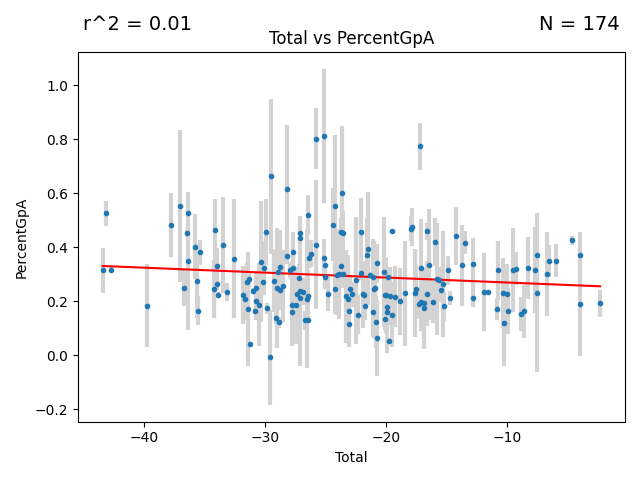 r^2 = 0.01
N = 174
Total vs PercentGpA
PercentGpA
1.0
0.8
0.6
0.4
0.2
0.0
−0.2
−40
−30
−20
−10
Total